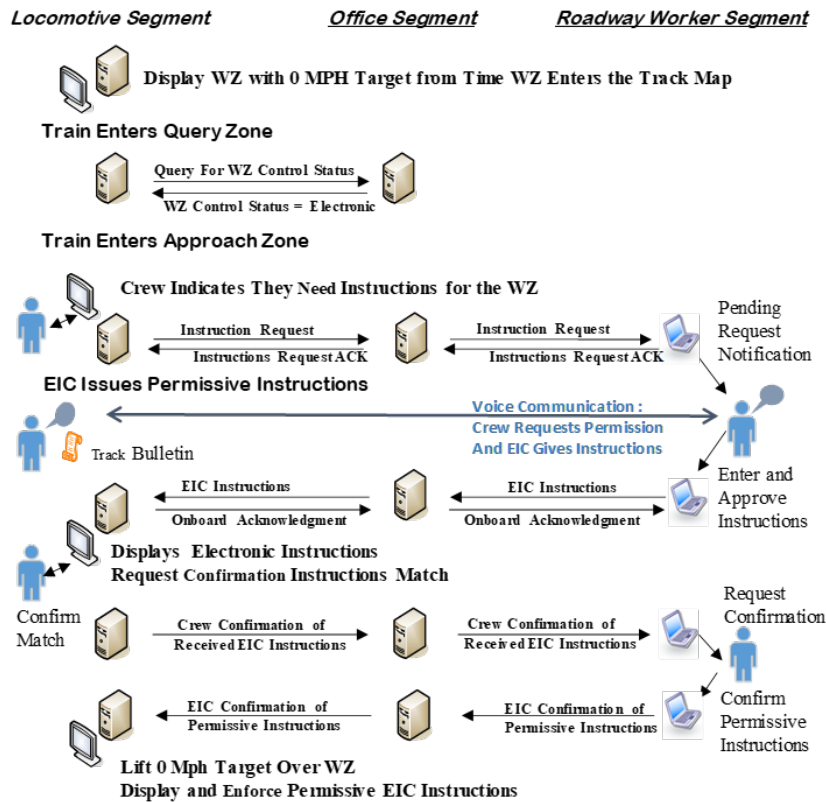 Locomotive Segment
Office Segment
Roadway Worker Segment
Display WZ with 0 MPH Target from Time WZ Enters the Track Map
Train Enters Query Zone
Query For WZ Control Status
WZ Control Status = Electronic
Train Enters Approach Zone
Crew Indicates They Need Instructions for the WZ
Instruction Request
Instructions Request ACK
Instruction Request
Instructions Request ACK
Pending
Request
Notification
EIC Issues Permissive Instructions
Voice Communication :
Crew Requests Permission
And EIC Gives Instructions
Track Bulletin
EIC Instructions
Onboard Acknowledgment
EIC Instructions
Onboard Acknowledgment
Enter and
Approve
Instructions
Displays Electronic Instructions
Request Confirmation Instructions Match
Confirm
Match
Crew Confirmation of
Received EIC Instructions
Crew Confirmation of
Received EIC Instructions
Request
Confirmation
EIC Confirmation of
Permissive Instructions
EIC Confirmation of
Permissive Instructions
Confirm
Permissive
Instructions
Lift 0 Mph Target Over WZ
Display and Enforce Permissive EIC Instructions